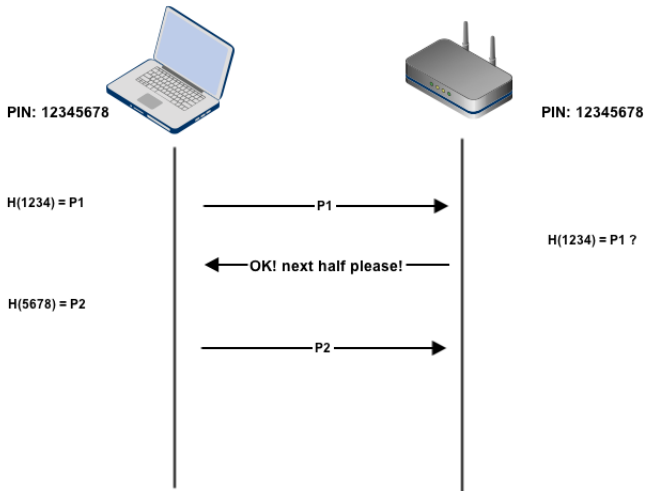 PIN: 12345678
PIN: 12345678
H(1234) = P1
P1
H(1234) = P1 ?
OK! next half please!
H(5678) = P2
P2